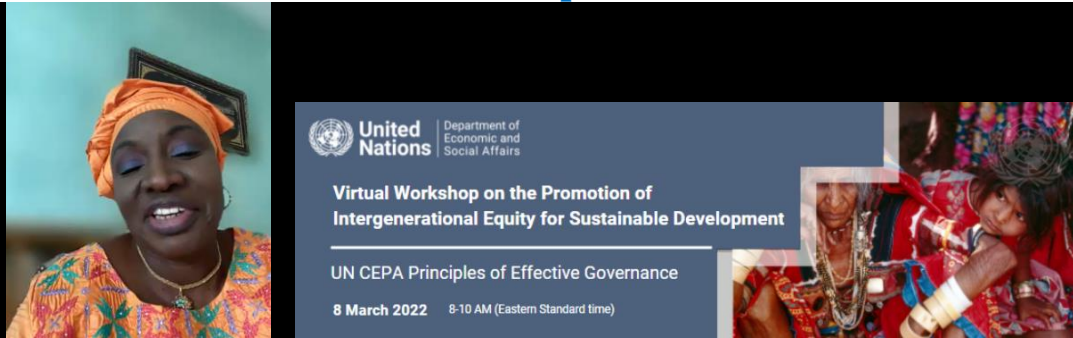 United
Nations
Department of
Economic and
Social Affairs
Virtual Workshop on the Promotion of
Intergenerational Equity for Sustainable Development
UN CEPA Principles of Effective Governance
8 March 2022 8-10 AM (Eastern Standard time)